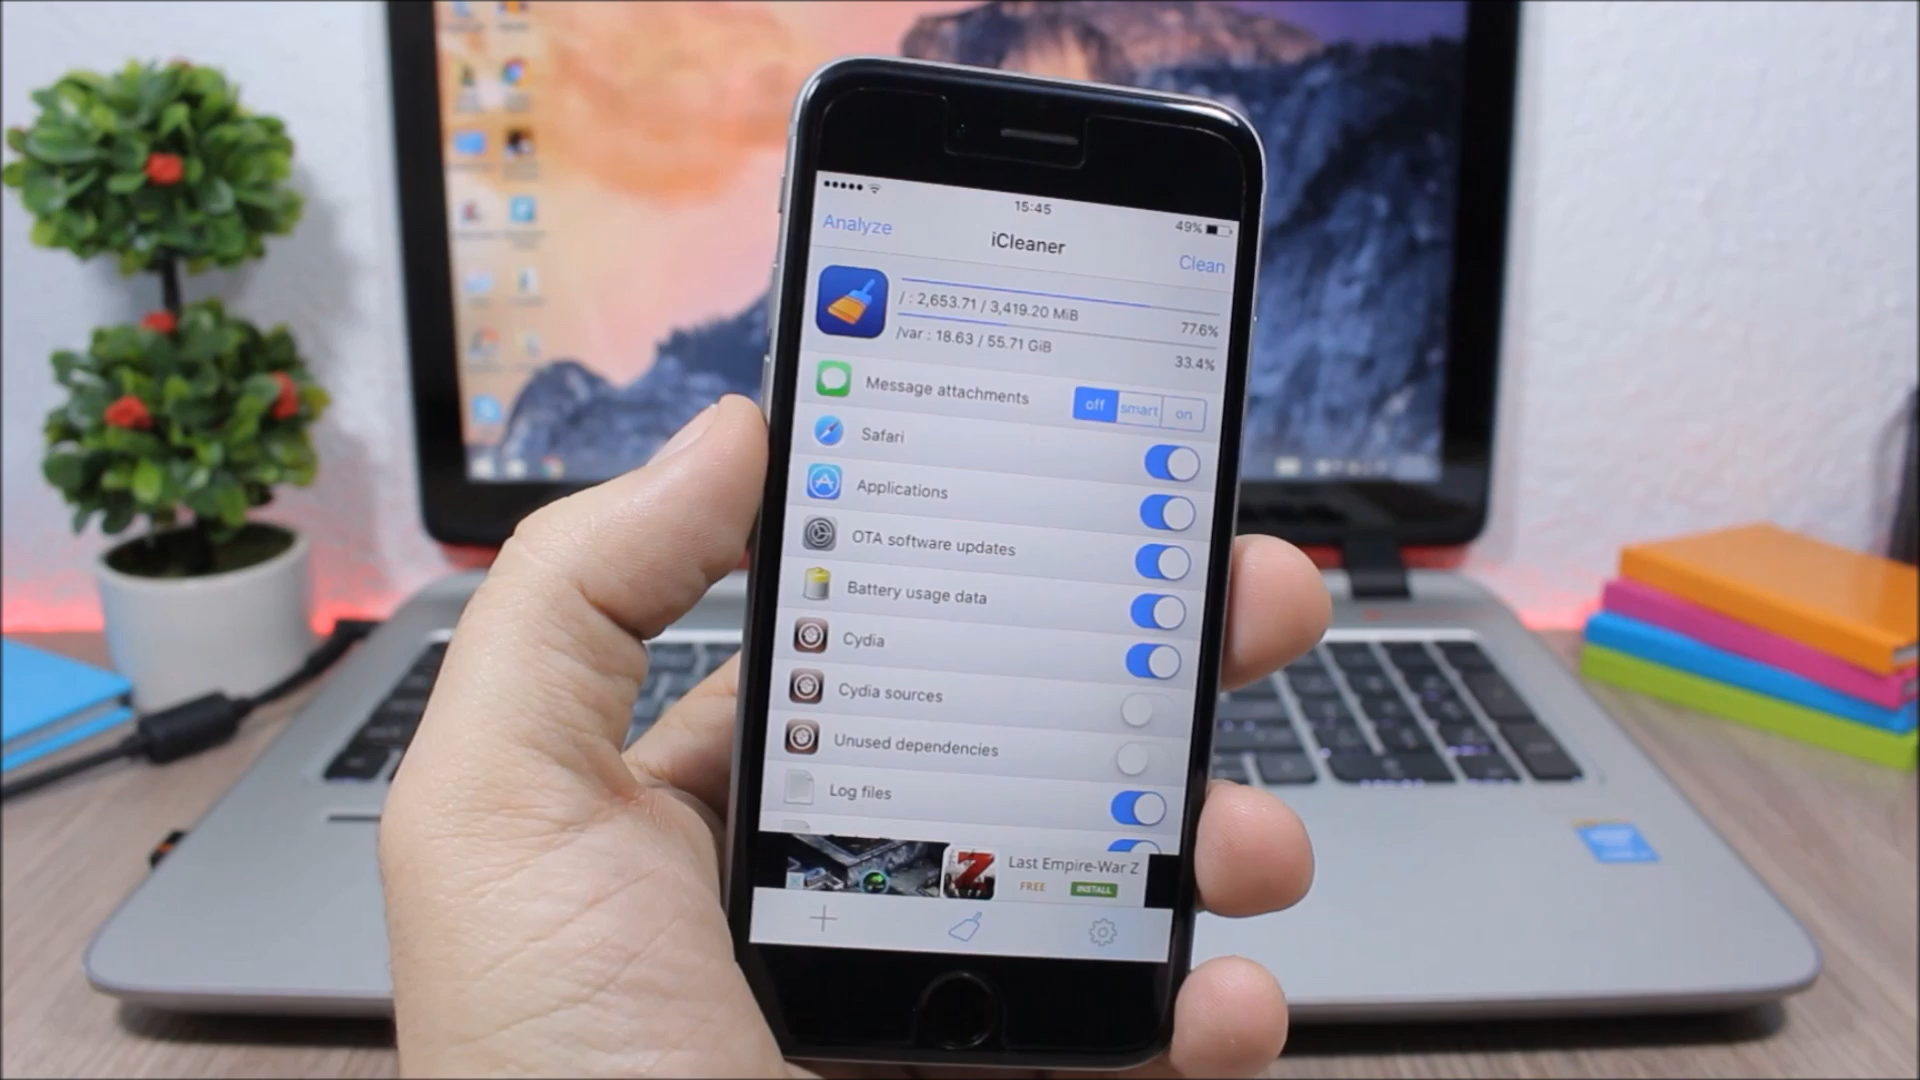 15:45
49%
Analyze
iCleaner
Clean
/ : 2,653.71 / 3,419.20 MiB
77.6%
/var : 18.63 / 55.71 GiB
33.4%
Message attachments
off smart on
Safari
Applications
OTA software updates
Battery usage data
Cydia
Cydia sources
Unused dependencies
Log files
Last Empire-War Z
FREE INSTALL